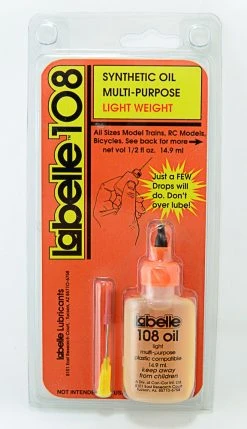 Labelle™ 108
SYNTHETIC OIL
MULTI-PURPOSE
LIGHT WEIGHT
All Sizes Model Trains, RC Models,
Bicycles. See back for more
net vol 1/2 fl oz. 14.9 ml
Just a FEW
Drops will
do. Don't
over lube!
Labelle Lubricants
NOT INTENDE
labelle
108 oil
light
multi-purpose
plastic compatible
14.9 ml
Keep away
from children